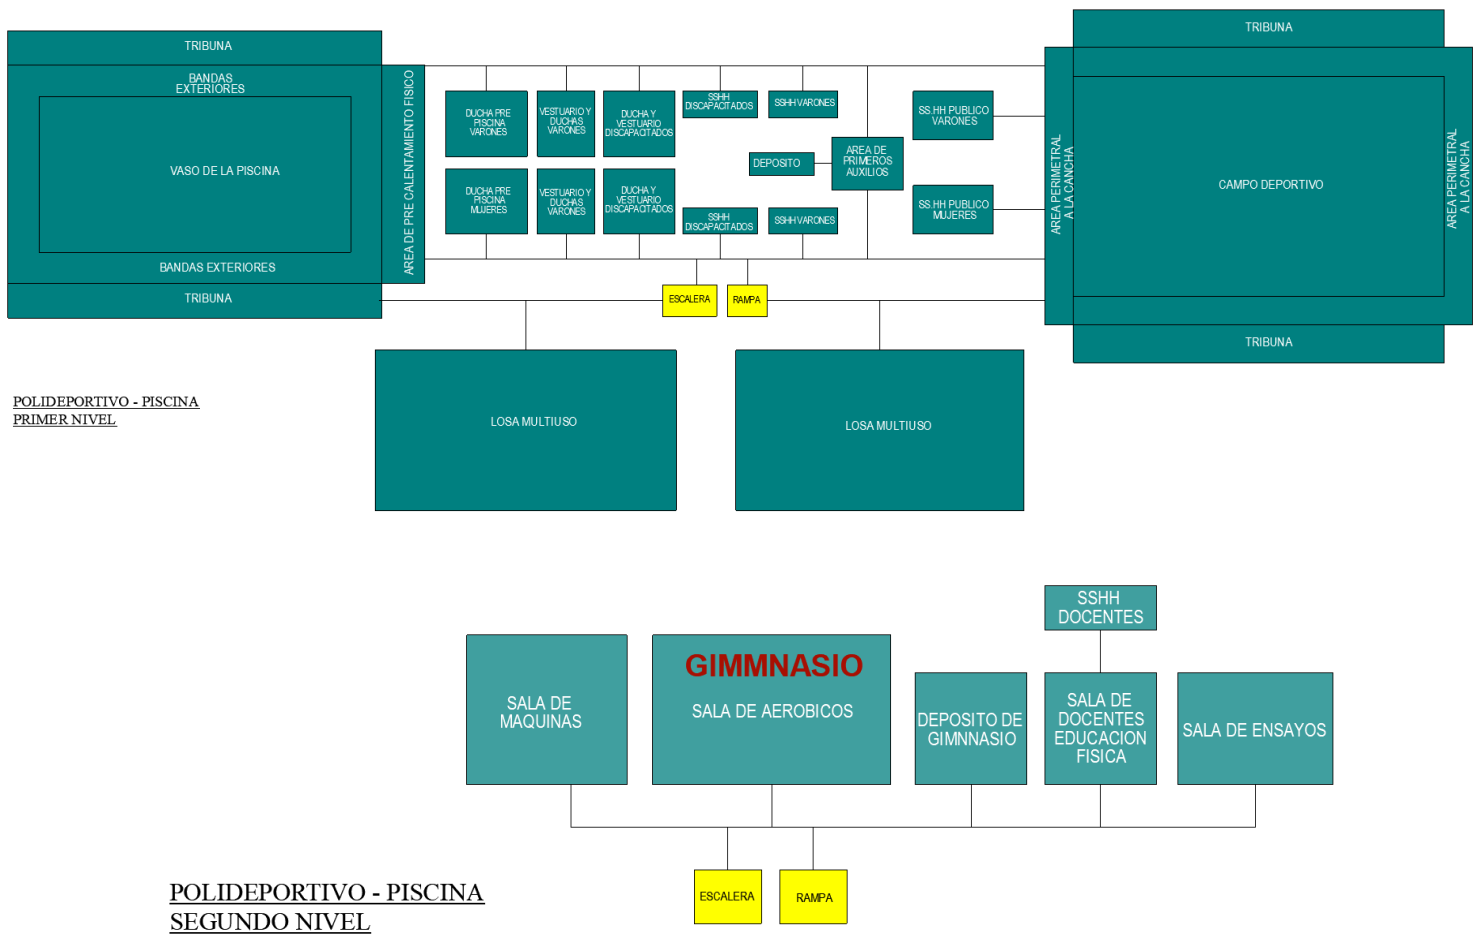 TRIBUNA
BANDAS
EXTERIORES
VASO DE LA PISCINA
BANDAS EXTERIORES
TRIBUNA
AREA DE PRE CALENTAMIENTO FISICO
DUCHA PRE
PISCINA
VARONES
VESTUARIO Y
DUCHAS
VARONES
DUCHA Y
VESTUARIO
DISCAPACITADOS
SSHH
DISCAPACITADOS
SSHH VARONES
DEPOSITO
AREA DE
PRIMEROS
AUXILIOS
SS.HH PUBLICO
VARONES
DUCHA PRE
PISCINA
MUJERES
VESTUARIO Y
DUCHAS
VARONES
DUCHA Y
VESTUARIO
DISCAPACITADOS
SSHH
DISCAPACITADOS
SSHH VARONES
SS.HH PUBLICO
MUJERES
ESCALERA
RAMPA
TRIBUNA
AREA PERIMETRAL
A LA CANCHA
CAMPO DEPORTIVO
AREA PERIMETRAL
A LA CANCHA
TRIBUNA
LOSA MULTIUSO
LOSA MULTIUSO
POLIDEPORTIVO - PISCINA
PRIMER NIVEL
SALA DE
MAQUINAS
GIMMNASIO
SALA DE AEROBICOS
DEPOSITO DE
GIMNNASIO
SSHH
DOCENTES
SALA DE
DOCENTES
EDUCACION
FISICA
SALA DE ENSAYOS
ESCALERA
RAMPA
POLIDEPORTIVO - PISCINA
SEGUNDO NIVEL